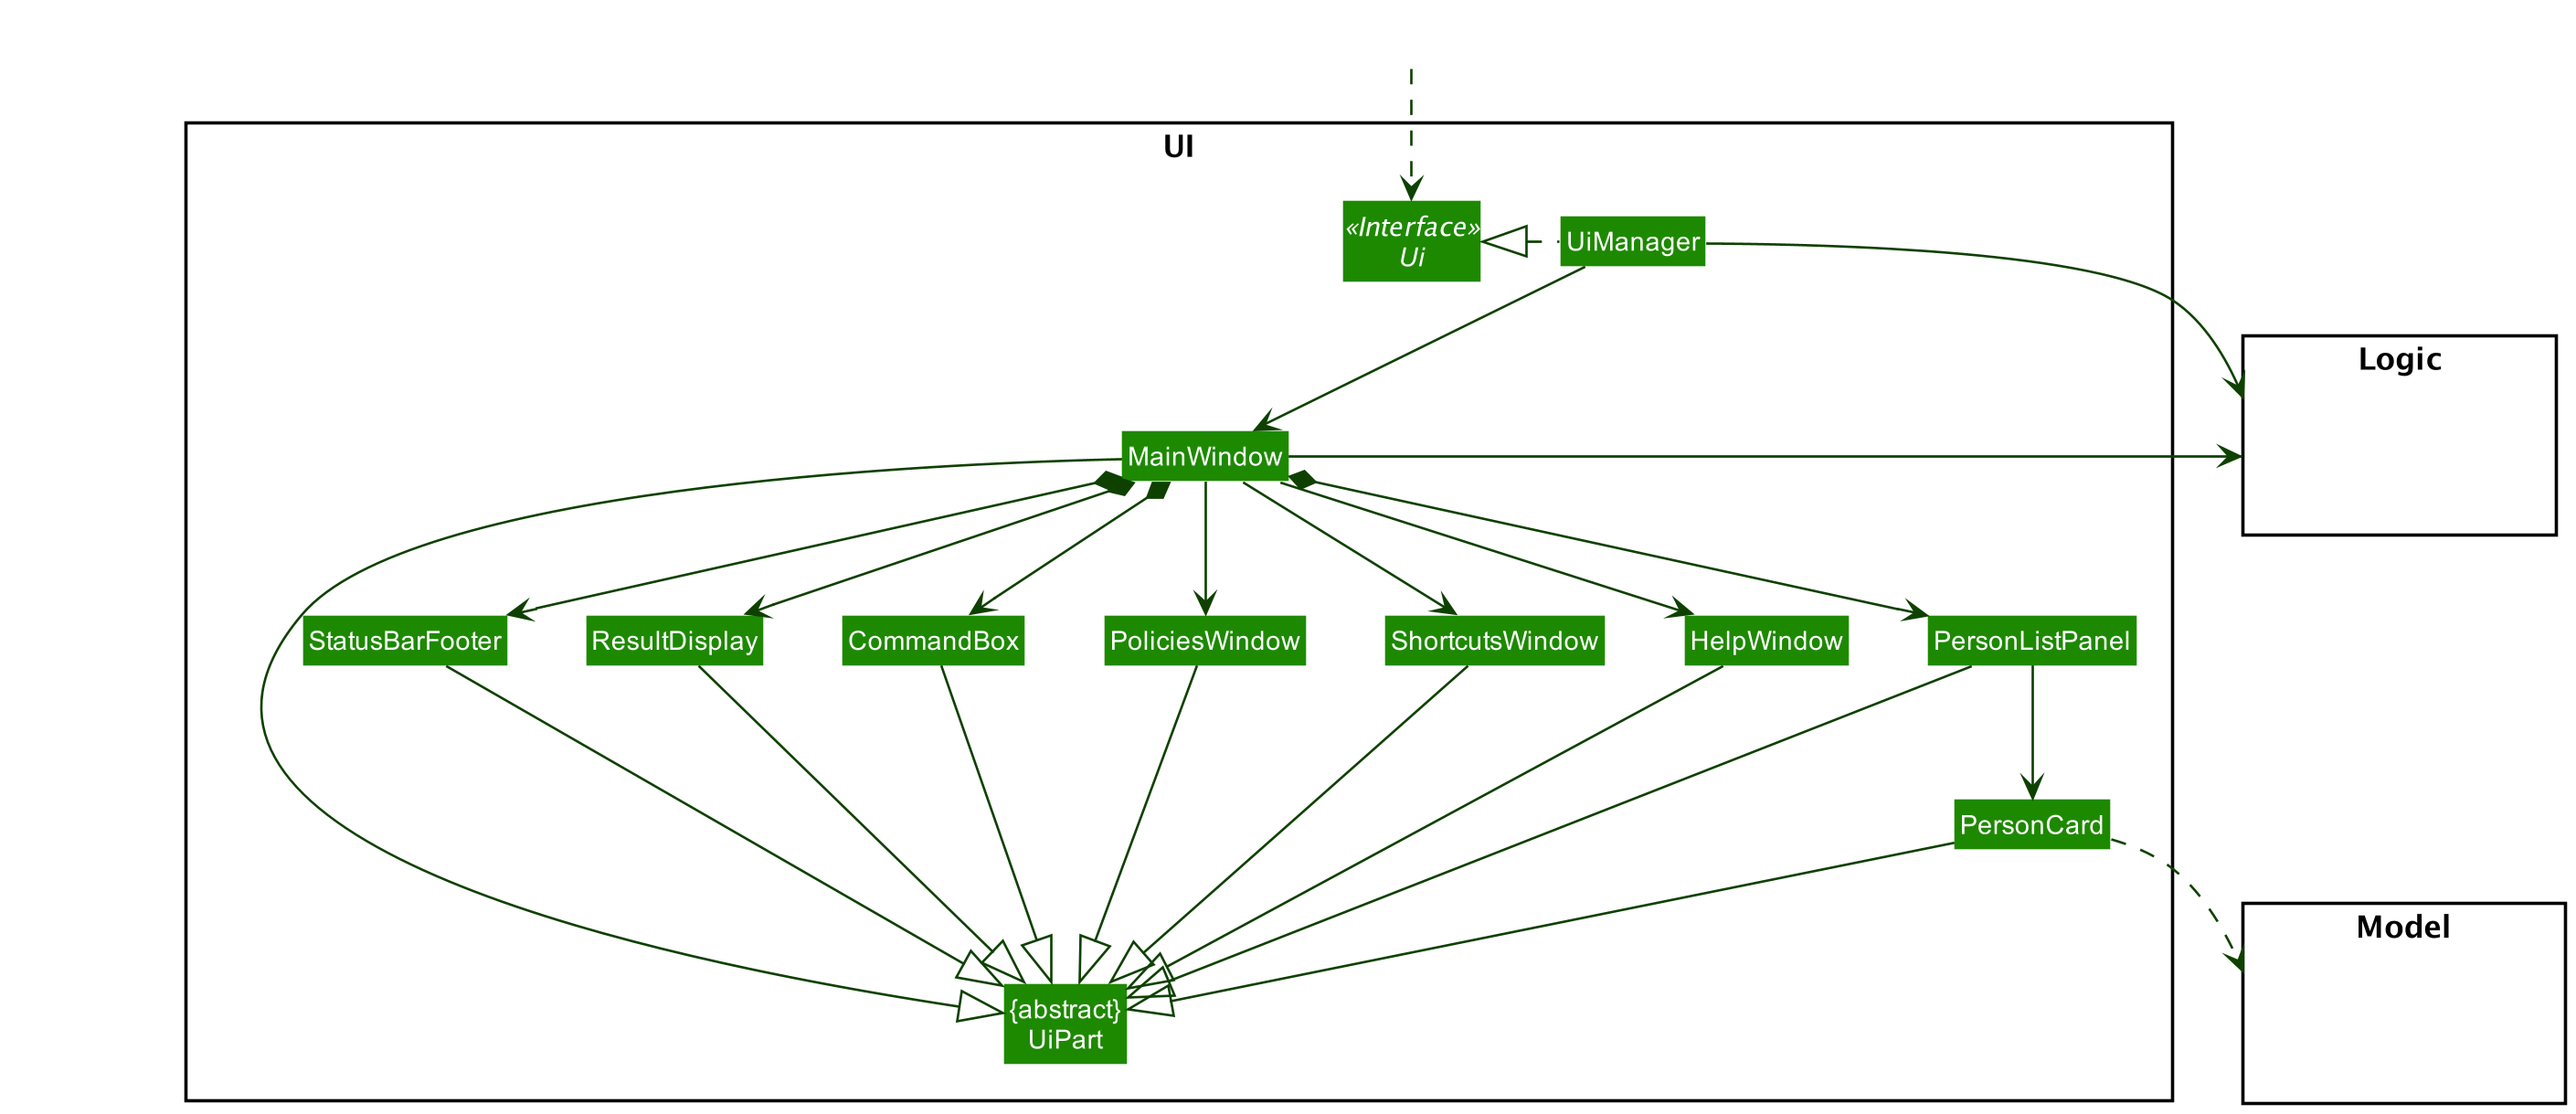 UI
«Interface»
Ui
UiManager
Logic
MainWindow
StatusBarFooter
ResultDisplay
CommandBox
PoliciesWindow
ShortcutsWindow
HelpWindow
PersonListPanel
PersonCard
Model
{abstract}
UiPart